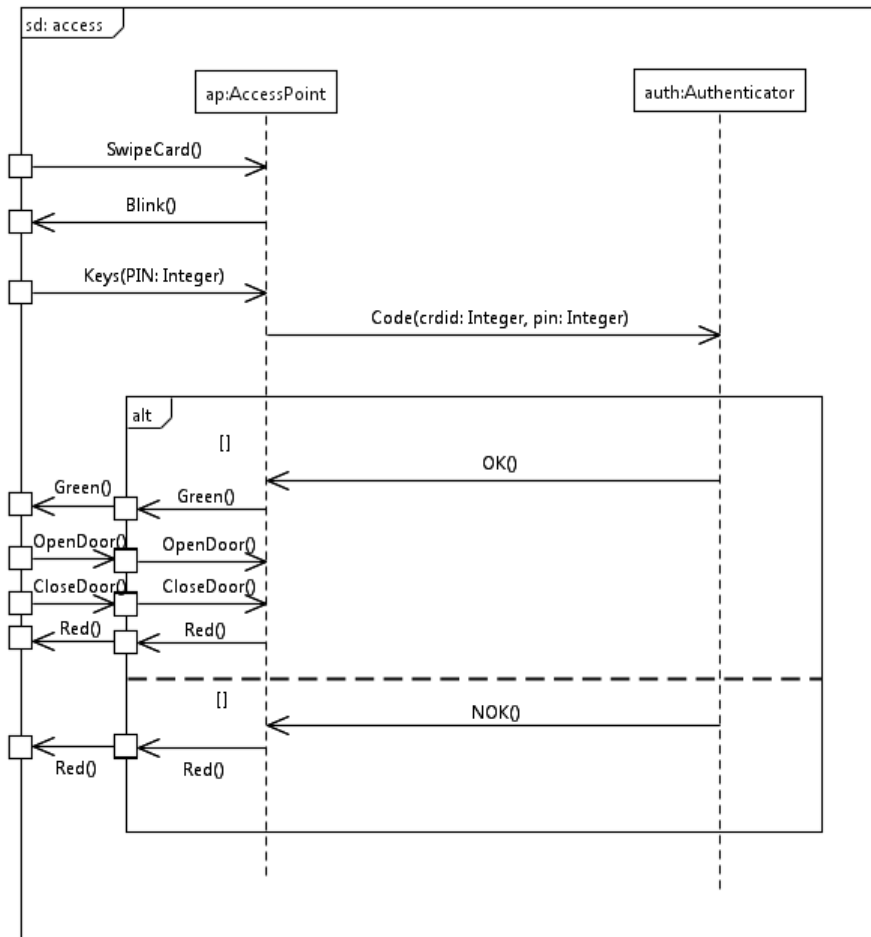 sd: access
ap:AccessPoint
auth:Authenticator
SwipeCard()
Blink()
Keys(PIN: Integer)
Code(crdid: Integer, pin: Integer)
alt
[]
OK()
Green()
Green()
OpenDoor()
OpenDoor()
CloseDoor()
CloseDoor()
Red()
Red()
[]
NOK()
Red()
Red()